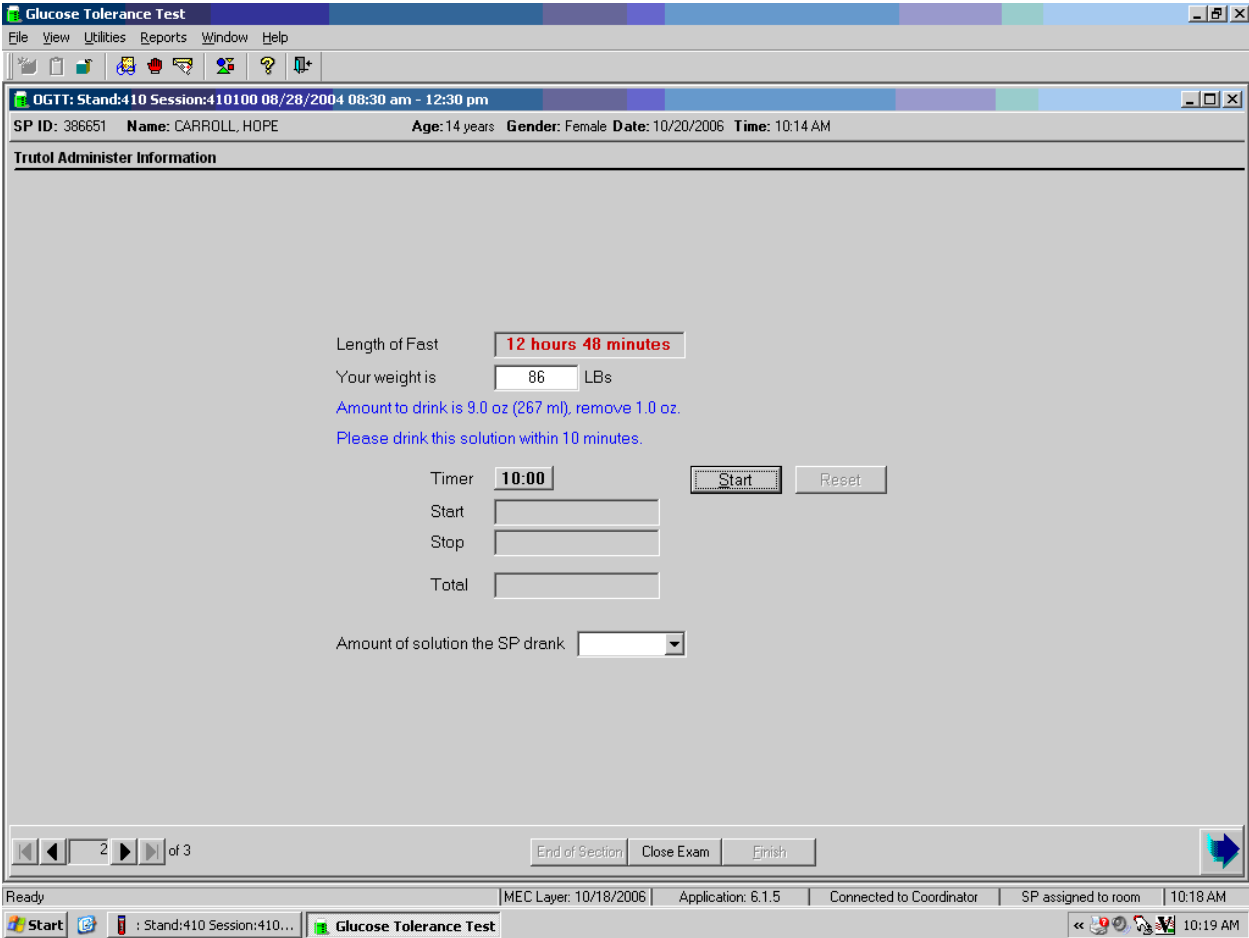 Glucose Tolerance Test
File View Utilities Reports Window Help
OGTT: Stand:410 Session:410100 08/28/2004 08:30 am - 12:30 pm
SP ID: 386651 Name: CARROLL, HOPE Age: 14 years Gender: Female Date: 10/20/2006 Time: 10:14 AM
Trutol Administer Information
Length of Fast 12 hours 48 minutes
Your weight is 86 LBs
Amount to drink is 9.0 oz (267 ml), remove 1.0 oz.
Please drink this solution within 10 minutes.
Timer 10:00 Start Reset
Start
Stop
Total
Amount of solution the SP drank
2 of 3 End of Section Close Exam Finish
Ready MEC Layer: 10/18/2006 Application: 6.1.5 Connected to Coordinator SP assigned to room 10:18 AM
Start : Stand:410 Session:410... Glucose Tolerance Test « 10:19 AM